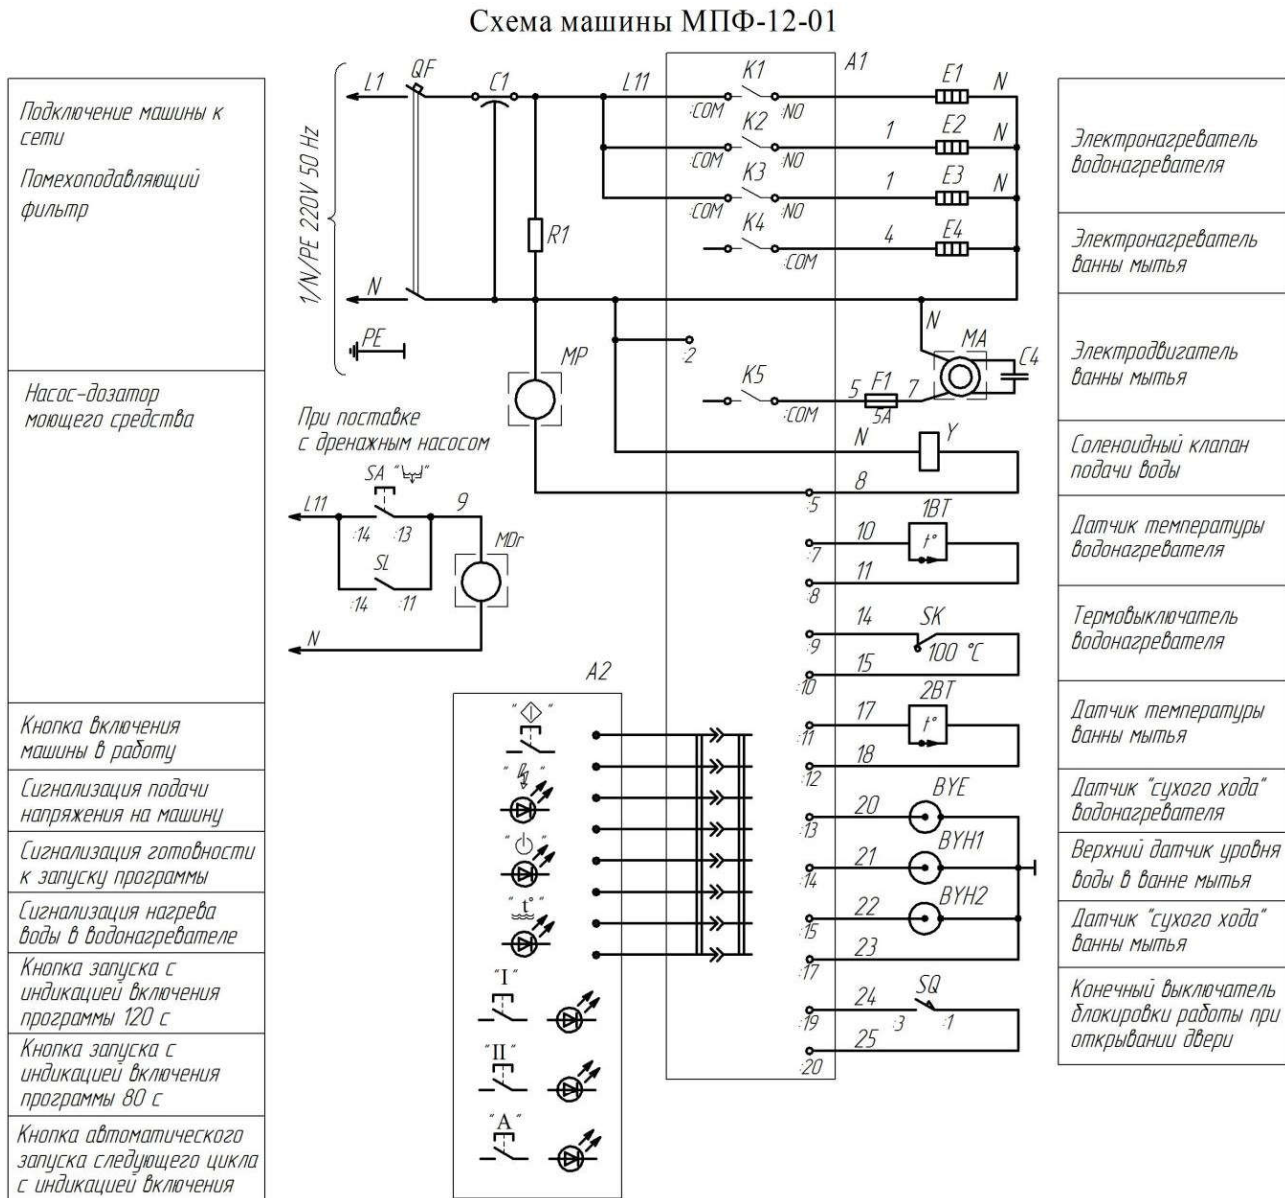 Схема машины МПФ-12-01
Подключение машины к
сети
Помехоподавляющий
фильтр
Насос-дозатор
моющего средства
Кнопка включения
машины в работу
Сигнализация подачи
напряжения на машину
Сигнализация готовности
к запуску программы
Сигнализация нагрева
воды в водонагревателе
Кнопка запуска с
индикацией включения
программы 120 с
Кнопка запуска с
индикацией включения
программы 80 с
Кнопка автоматического
запуска следующего цикла
с индикацией включения
1/N/PE 220V 50 Hz
L1
QF
C1
L11
R1
N
PE
MP
При поставке
с дренажным насосом
SA
L11
:14
:13
9
SL
:14
:11
MDr
N
A1
K1
:COM
:NO
E1
N
K2
:COM
:NO
1
E2
N
K3
:COM
:NO
1
E3
N
K4
:COM
4
E4
:2
N
MA
C4
K5
:COM
5
F1
5A
7
N
Y
:5
8
:7
10
1BT
t°
:8
11
:9
14
SK
100 °C
:10
15
:11
17
2BT
t°
:12
18
:13
20
BYE
:14
21
BYH1
:15
22
BYH2
:17
23
:19
24
SQ
:3
:1
:20
25
A2
"t°"
"I"
"II"
"A"
Электронагреватель
водонагревателя
Электронагреватель
ванны мытья
Электродвигатель
ванны мытья
Соленоидный клапан
подачи воды
Датчик температуры
водонагревателя
Термовыключатель
водонагревателя
Датчик температуры
ванны мытья
Датчик "сухого хода"
водонагревателя
Верхний датчик уровня
воды в ванне мытья
Датчик "сухого хода"
ванны мытья
Конечный выключатель
блокировки работы при
открывании двери